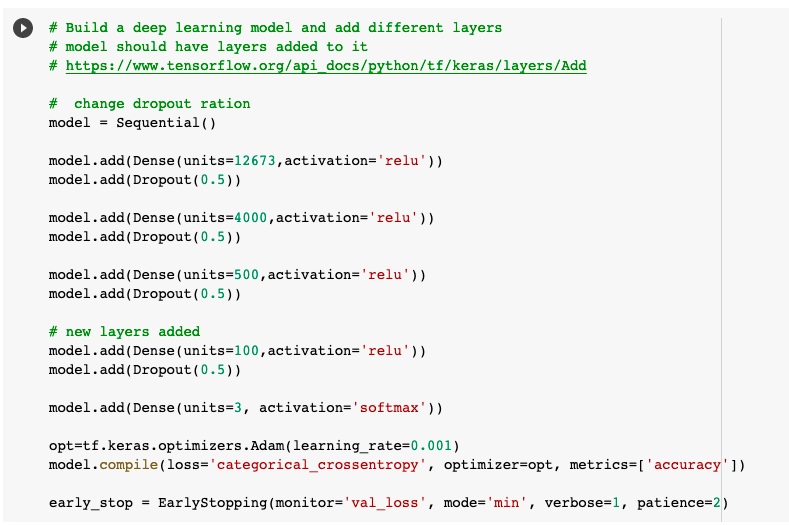 # Build a deep learning model and add different layers
# model should have layers added to it
# https://www.tensorflow.org/api_docs/python/tf/keras/layers/Add
#  change dropout ration
model = Sequential()
model.add(Dense(units=12673,activation='relu'))
model.add(Dropout(0.5))
model.add(Dense(units=4000,activation='relu'))
model.add(Dropout(0.5))
model.add(Dense(units=500,activation='relu'))
model.add(Dropout(0.5))
# new layers added
model.add(Dense(units=100,activation='relu'))
model.add(Dropout(0.5))
model.add(Dense(units=3, activation='softmax'))
opt=tf.keras.optimizers.Adam(learning_rate=0.001)
model.compile(loss='categorical_crossentropy', optimizer=opt, metrics=['accuracy'])
early_stop = EarlyStopping(monitor='val_loss', mode='min', verbose=1, patience=2)